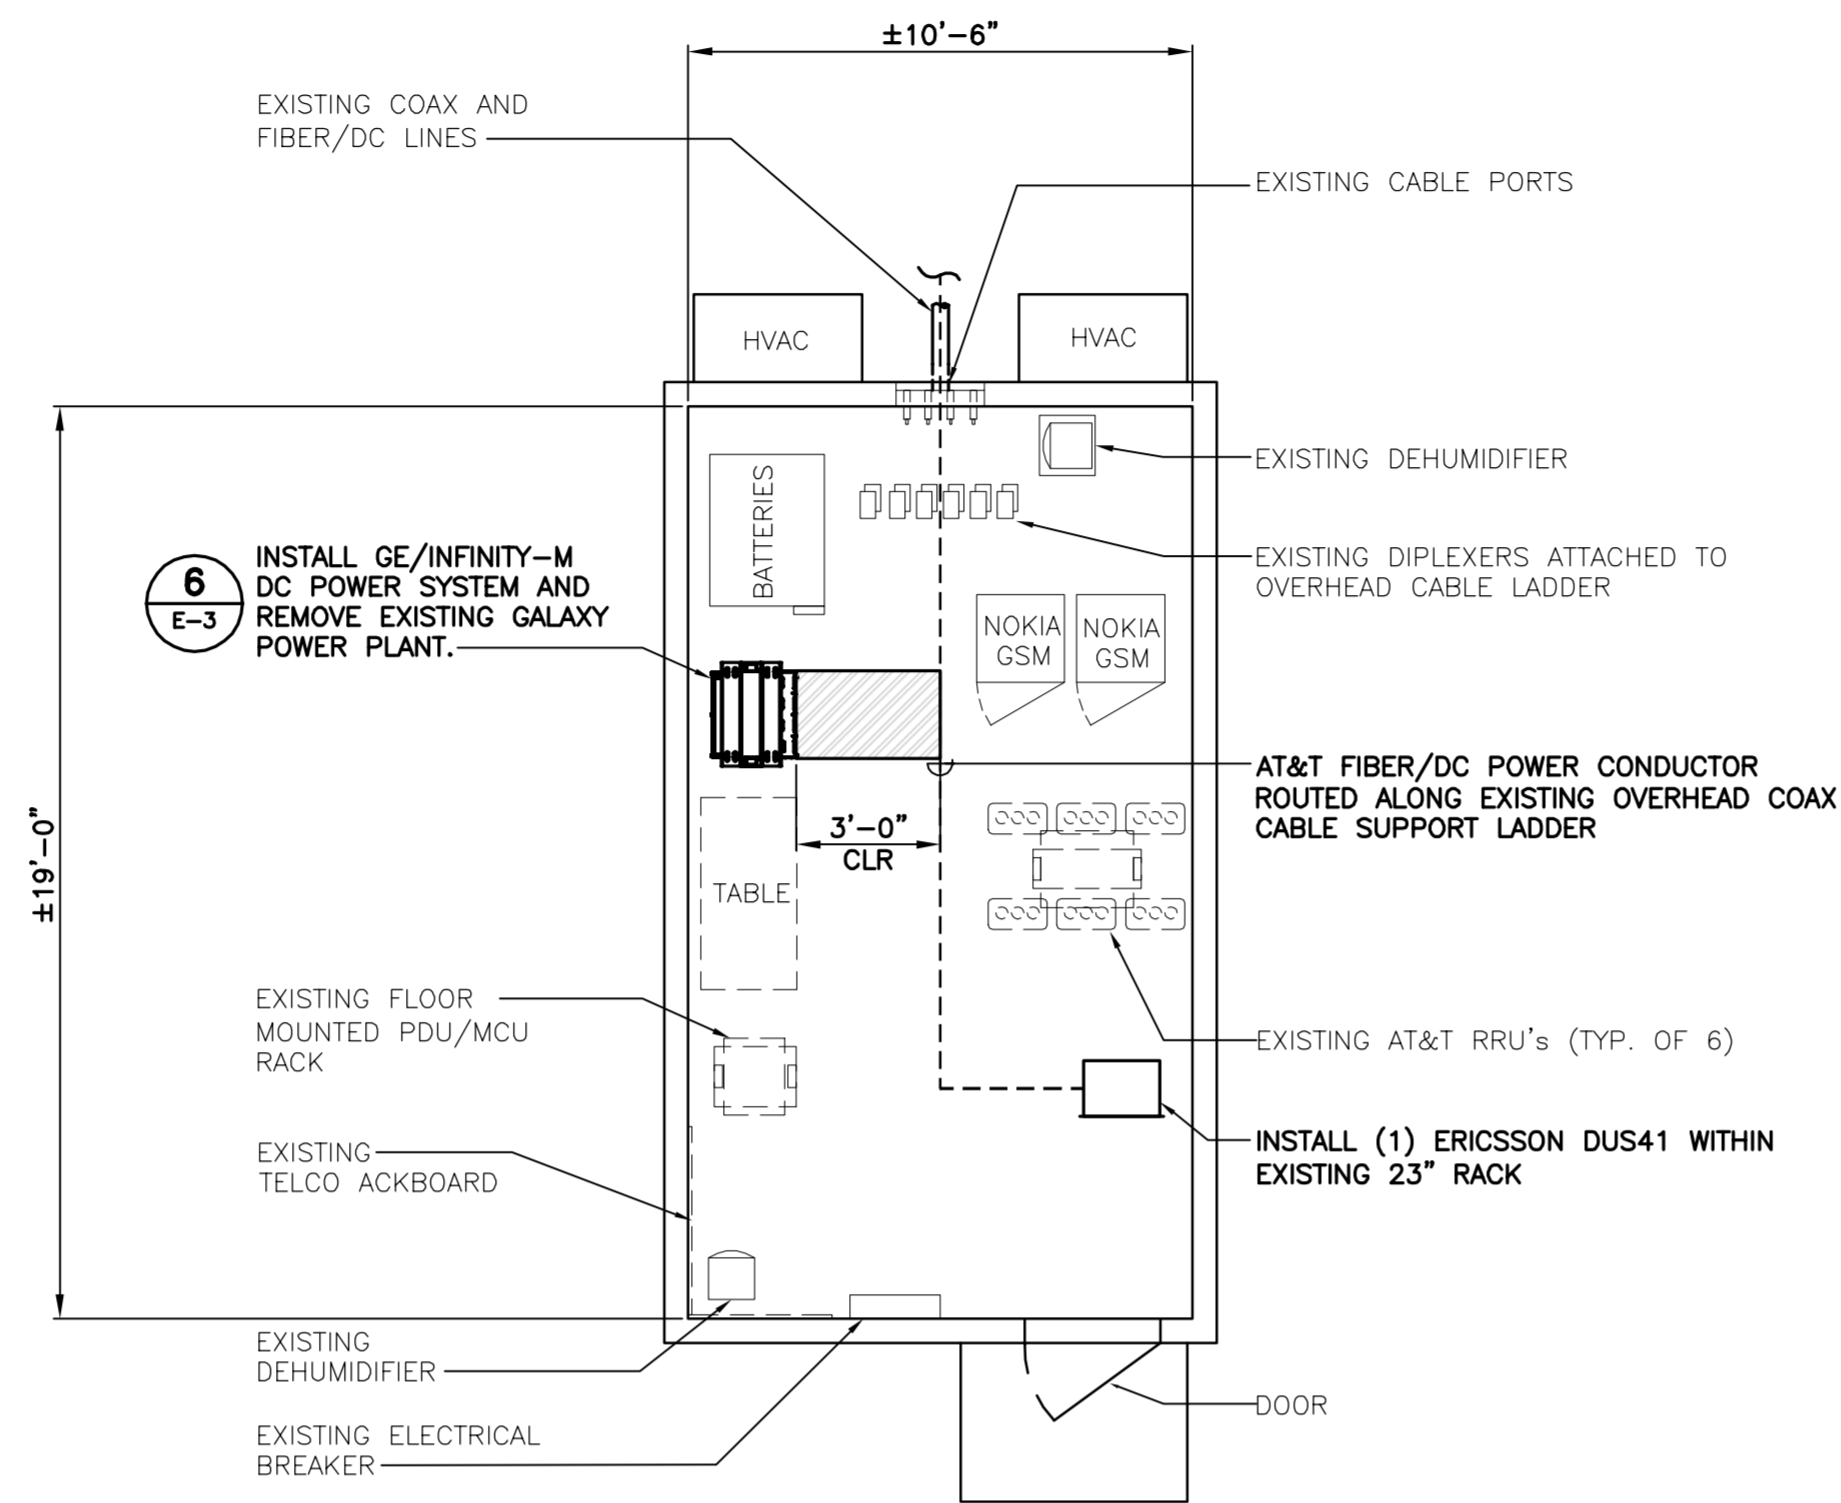 ±10'-6"
EXISTING COAX AND
FIBER/DC LINES
EXISTING CABLE PORTS
HVAC
HVAC
EXISTING DEHUMIDIFIER
BATTERIES
EXISTING DIPLEXERS ATTACHED TO
OVERHEAD CABLE LADDER
6
E-3
INSTALL GE/INFINITY-M
DC POWER SYSTEM AND
REMOVE EXISTING GALAXY
POWER PLANT.
NOKIA
GSM
NOKIA
GSM
AT&T FIBER/DC POWER CONDUCTOR
ROUTED ALONG EXISTING OVERHEAD COAX
CABLE SUPPORT LADDER
±19'-0"
3'-0"
CLR
TABLE
EXISTING FLOOR
MOUNTED PDU/MCU
RACK
EXISTING AT&T RRU's (TYP. OF 6)
EXISTING
TELCO ACKBOARD
INSTALL (1) ERICSSON DUS41 WITHIN
EXISTING 23" RACK
EXISTING
DEHUMIDIFIER
DOOR
EXISTING ELECTRICAL
BREAKER